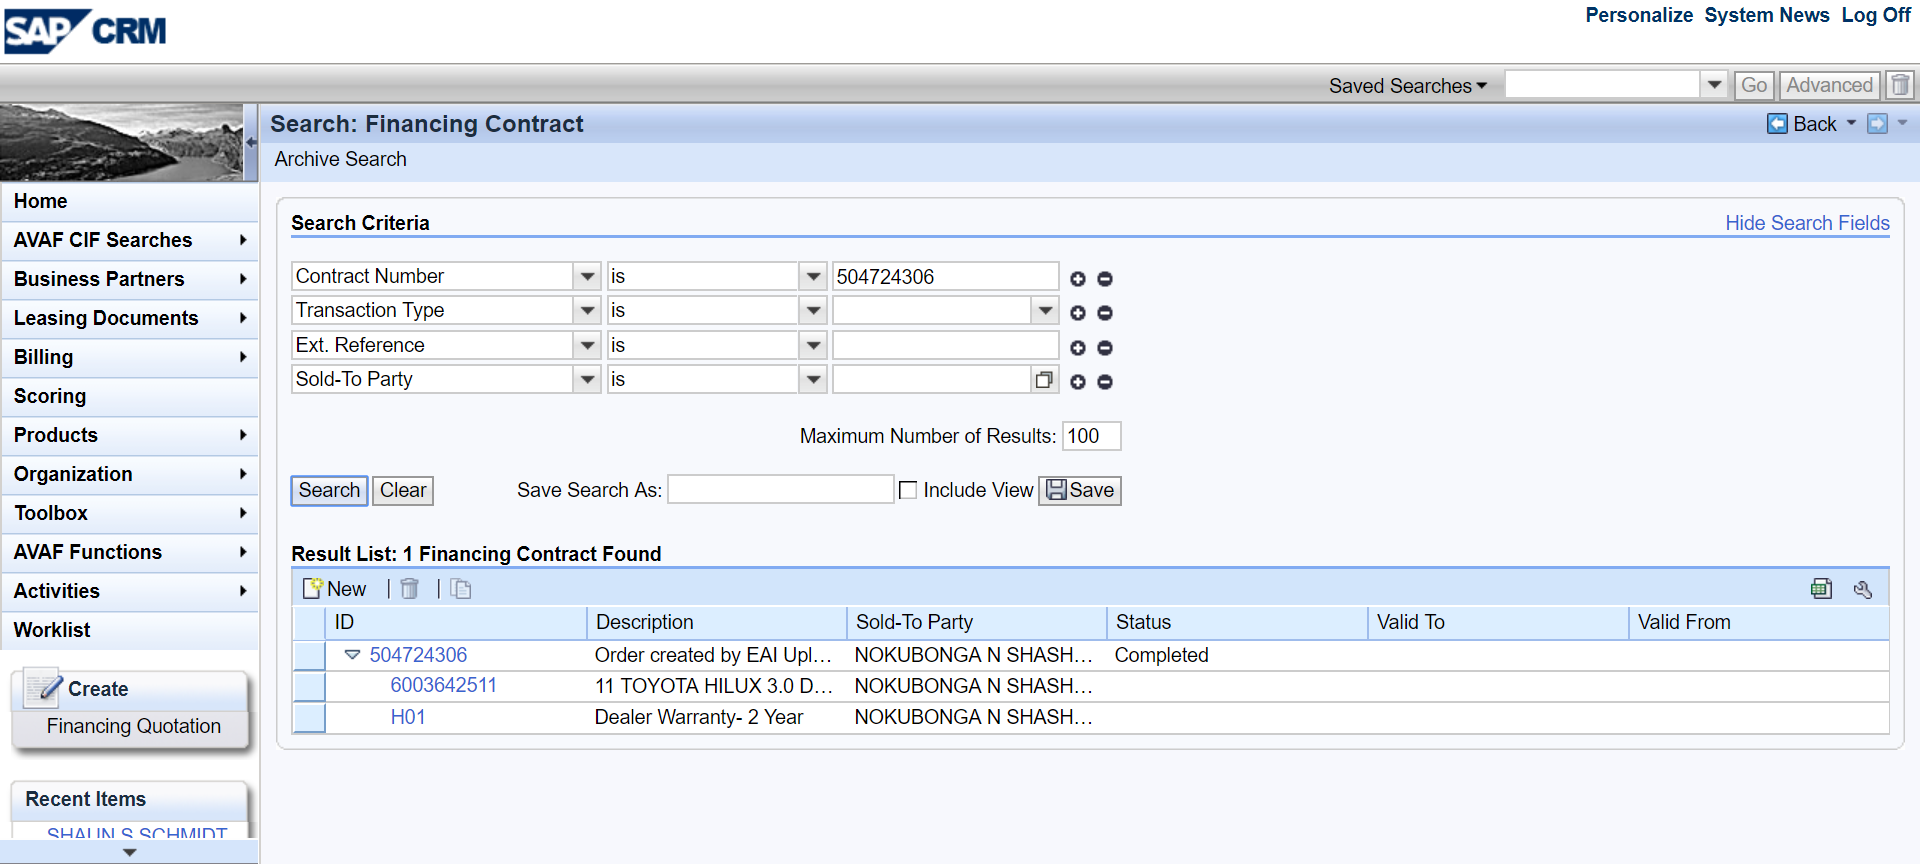 SAP CRM
Personalize System News Log Off
Saved Searches Go Advanced
Search: Financing Contract Back
Archive Search
Home
AVAF CIF Searches
Business Partners
Leasing Documents
Billing
Scoring
Products
Organization
Toolbox
AVAF Functions
Activities
Worklist
Create
Financing Quotation
Recent Items
SHAUN S SCHMIDT
Search Criteria Hide Search Fields
Contract Number is 504724306
Transaction Type is
Ext. Reference is
Sold-To Party is
Maximum Number of Results: 100
Search Clear Save Search As: Include View Save
Result List: 1 Financing Contract Found
New
ID Description Sold-To Party Status Valid To Valid From
504724306 Order created by EAI Upl... NOKUBONGA N SHASH... Completed
6003642511 11 TOYOTA HILUX 3.0 D... NOKUBONGA N SHASH...
H01 Dealer Warranty- 2 Year NOKUBONGA N SHASH...